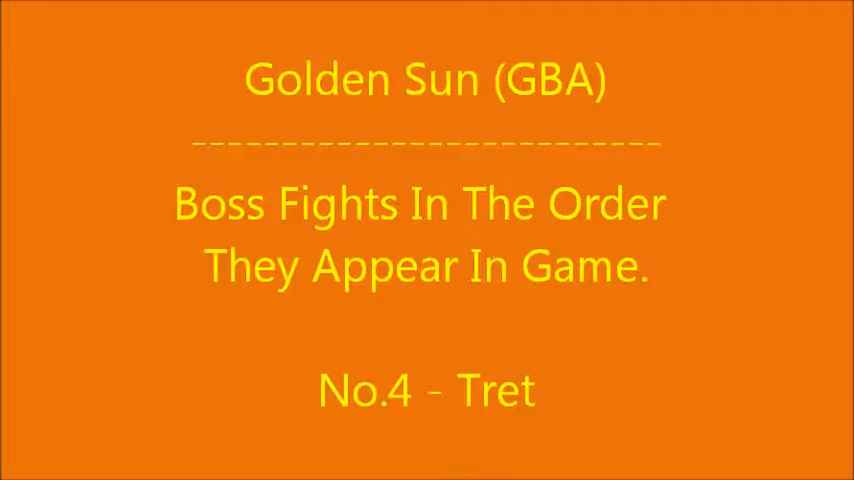 Golden Sun (GBA)
--------------------------
Boss Fights In The Order
They Appear In Game.
No.4 - Tret